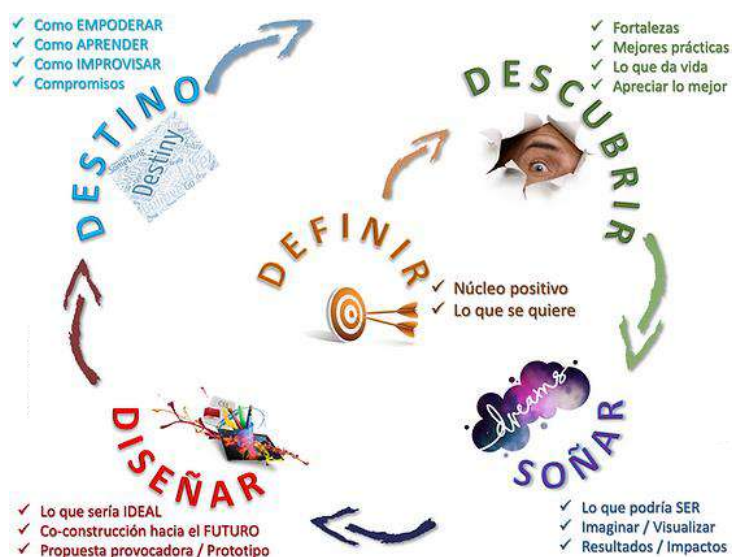 ✓ Como EMPODERAR
✓ Como APRENDER
✓ Como IMPROVISAR
✓ Compromisos
DESTINO
Something
Destiny
✓ Fortalezas
✓ Mejores prácticas
✓ Lo que da vida
✓ Apreciar lo mejor
DESCUBRIR
DEFINIR
✓ Núcleo positivo
✓ Lo que se quiere
dreams
SOÑAR
✓ Lo que podría SER
✓ Imaginar / Visualizar
✓ Resultados / Impactos
DISEÑAR
✓ Lo que sería IDEAL
✓ Co-construcción hacia el FUTURO
✓ Propuesta provocadora / Prototipo